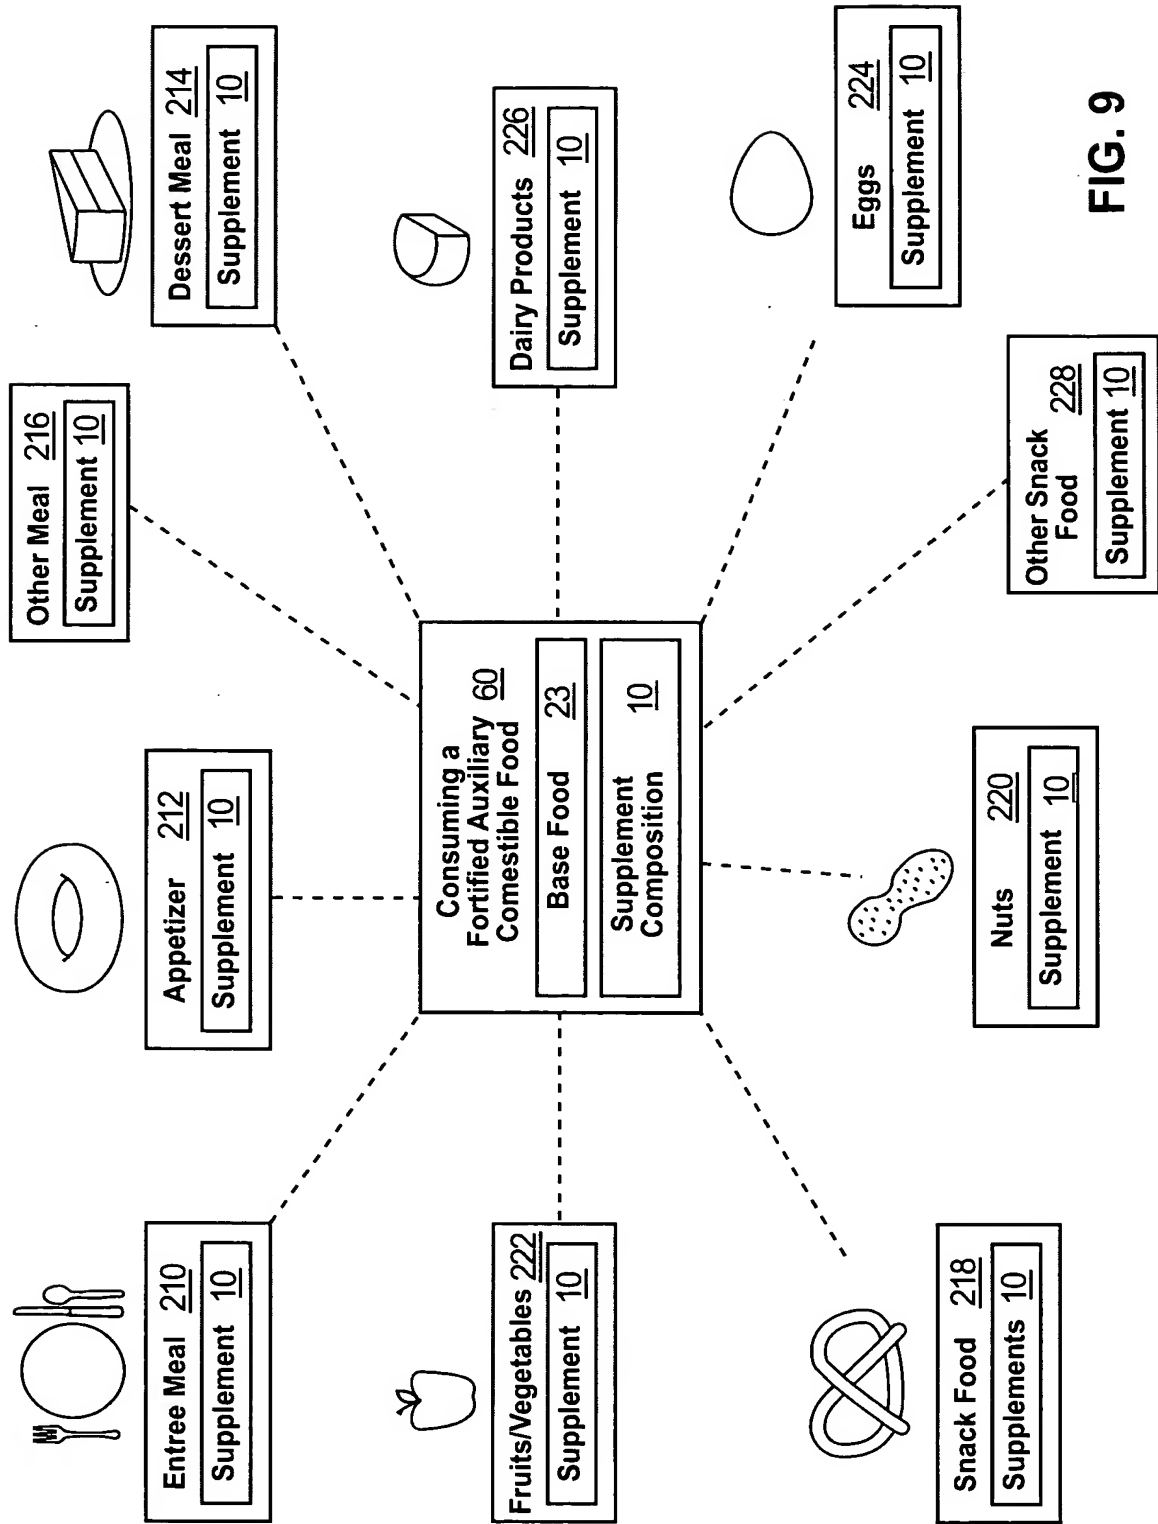 Entree Meal 210
Supplement 10
Appetizer 212
Supplement 10
Other Meal 216
Supplement 10
Dessert Meal 214
Supplement 10
Fruits/Vegetables 222
Supplement 10
Consuming a
Fortified Auxiliary 60
Comestible Food
Base Food 23
Supplement 10
Composition
Dairy Products 226
Supplement 10
Snack Food 218
Supplements 10
Nuts 220
Supplement 10
Other Snack
Food 228
Supplement 10
Eggs 224
Supplement 10
FIG. 9